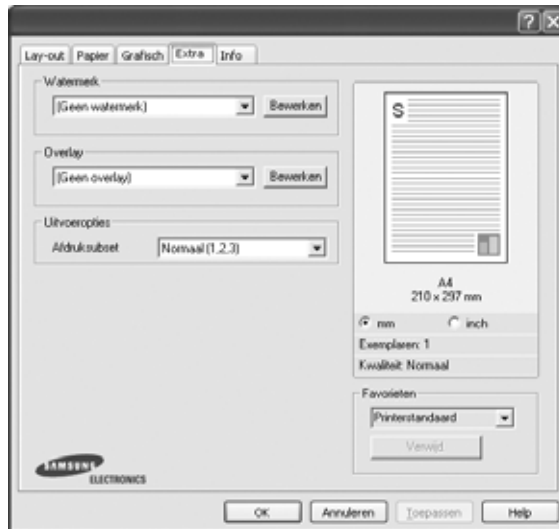 Lay-out Papier Grafisch Extra Info
Watermerk
(Geen watermerk) Bewerken
Overlay
(Geen overlay) Bewerken
Uitvoeropties
Afdruksubset Normaal (1,2,3)
S
A4
210 x 297 mm
mm inch
Exemplaren: 1
Kwaliteit: Normaal
Favorieten
Printerstandaard
Verwijd.
SAMSUNG
ELECTRONICS
OK Annuleren Toepassen Help